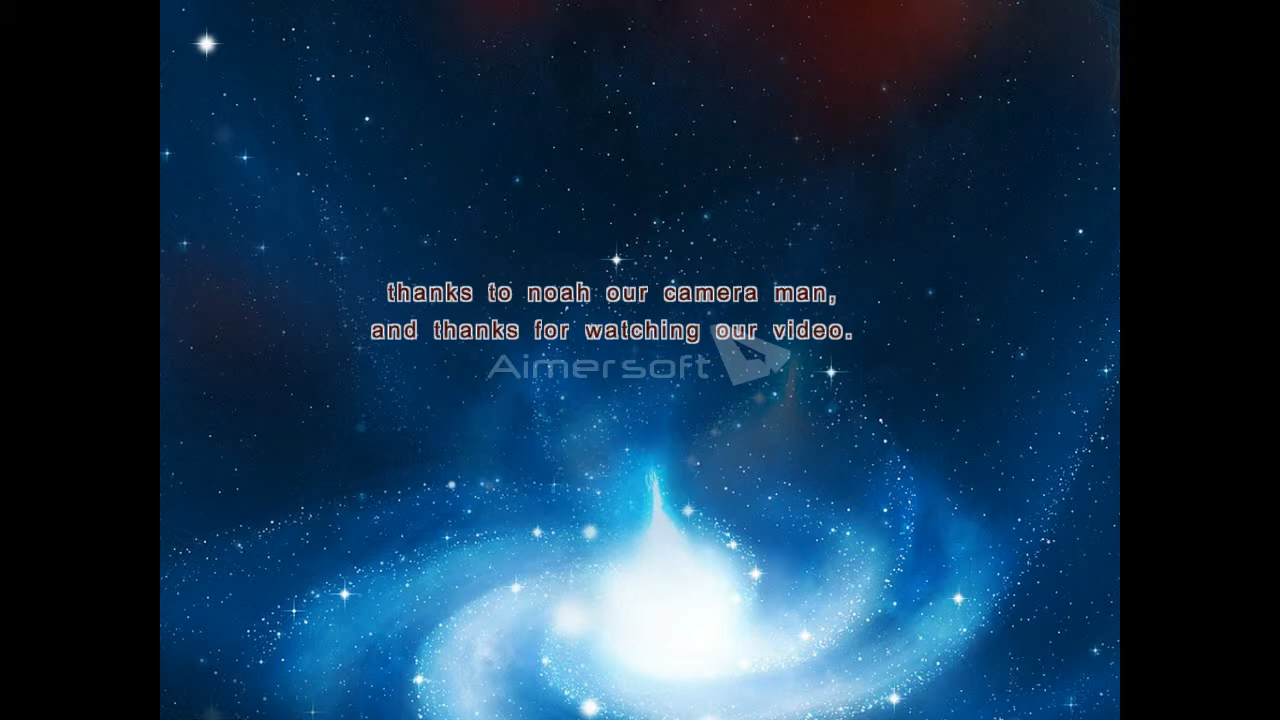 thanks to noah our camera man,
and thanks for watching our video.
Aimersoft